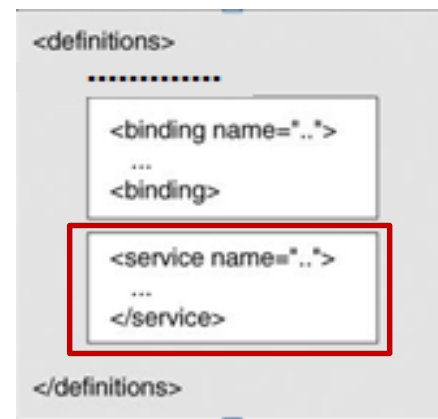 <definitions>
.............
<binding name="..">
...
<binding>
<service name="..">
...
</service>
</definitions>